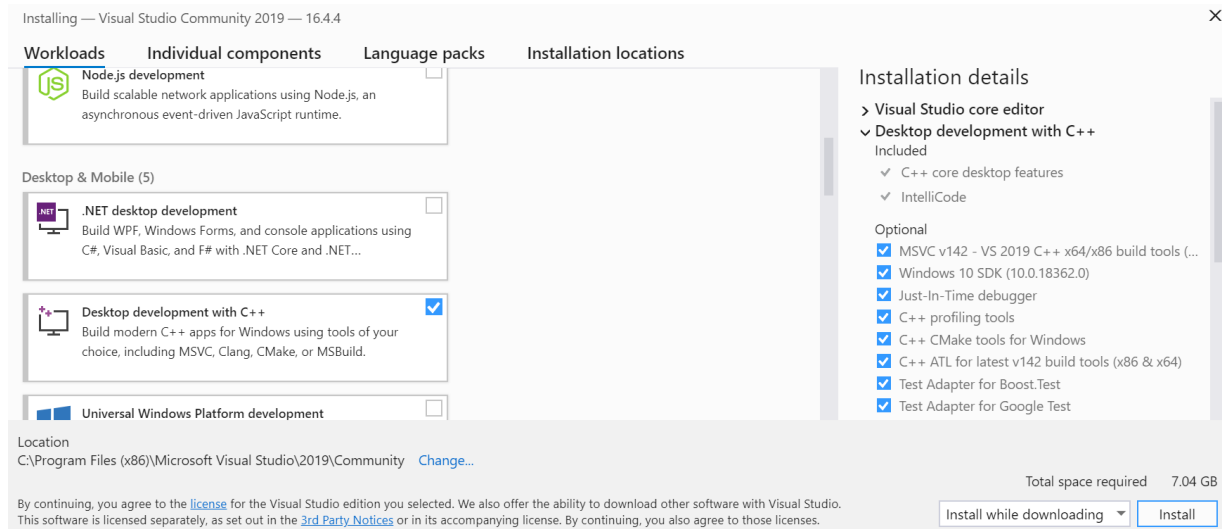 Installing — Visual Studio Community 2019 — 16.4.4
Workloads Individual components Language packs Installation locations
JS
Node.js development
Build scalable network applications using Node.js, an
asynchronous event-driven JavaScript runtime.
Desktop & Mobile (5)
.NET
.NET desktop development
Build WPF, Windows Forms, and console applications using
C#, Visual Basic, and F# with .NET Core and .NET...
Desktop development with C++
Build modern C++ apps for Windows using tools of your
choice, including MSVC, Clang, CMake, or MSBuild.
Universal Windows Platform development
Installation details
Visual Studio core editor
Desktop development with C++
Included
C++ core desktop features
IntelliCode
Optional
MSVC v142 - VS 2019 C++ x64/x86 build tools (...
Windows 10 SDK (10.0.18362.0)
Just-In-Time debugger
C++ profiling tools
C++ CMake tools for Windows
C++ ATL for latest v142 build tools (x86 & x64)
Test Adapter for Boost.Test
Test Adapter for Google Test
Location
C:\Program Files (x86)\Microsoft Visual Studio\2019\Community Change...
Total space required 7.04 GB
By continuing, you agree to the license for the Visual Studio edition you selected. We also offer the ability to download other software with Visual Studio.
This software is licensed separately, as set out in the 3rd Party Notices or in its accompanying license. By continuing, you also agree to those licenses.
Install while downloading Install